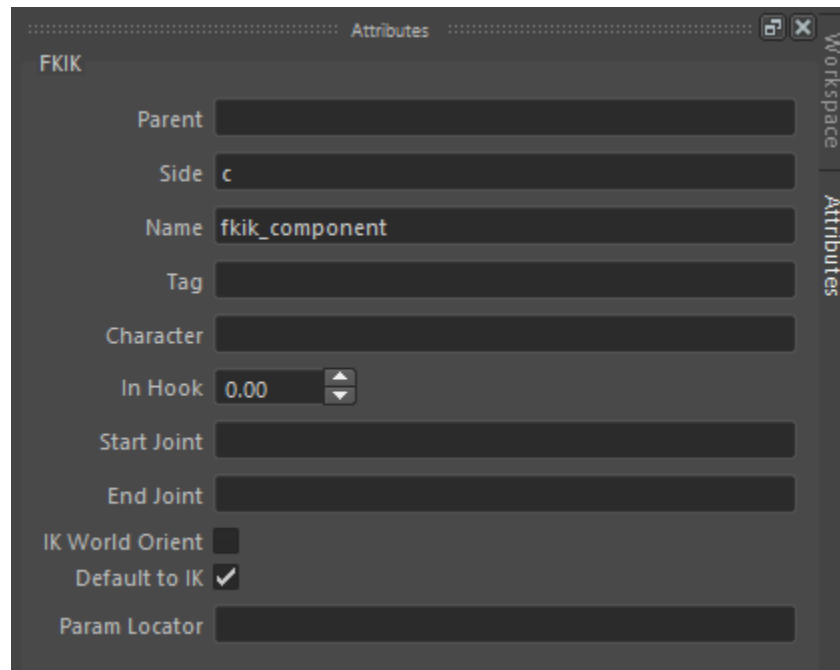 Attributes
FKIK
Parent
Side c
Name fkik_component
Tag
Character
In Hook 0.00
Start Joint
End Joint
IK World Orient
Default to IK
Param Locator
Workspace
Attributes